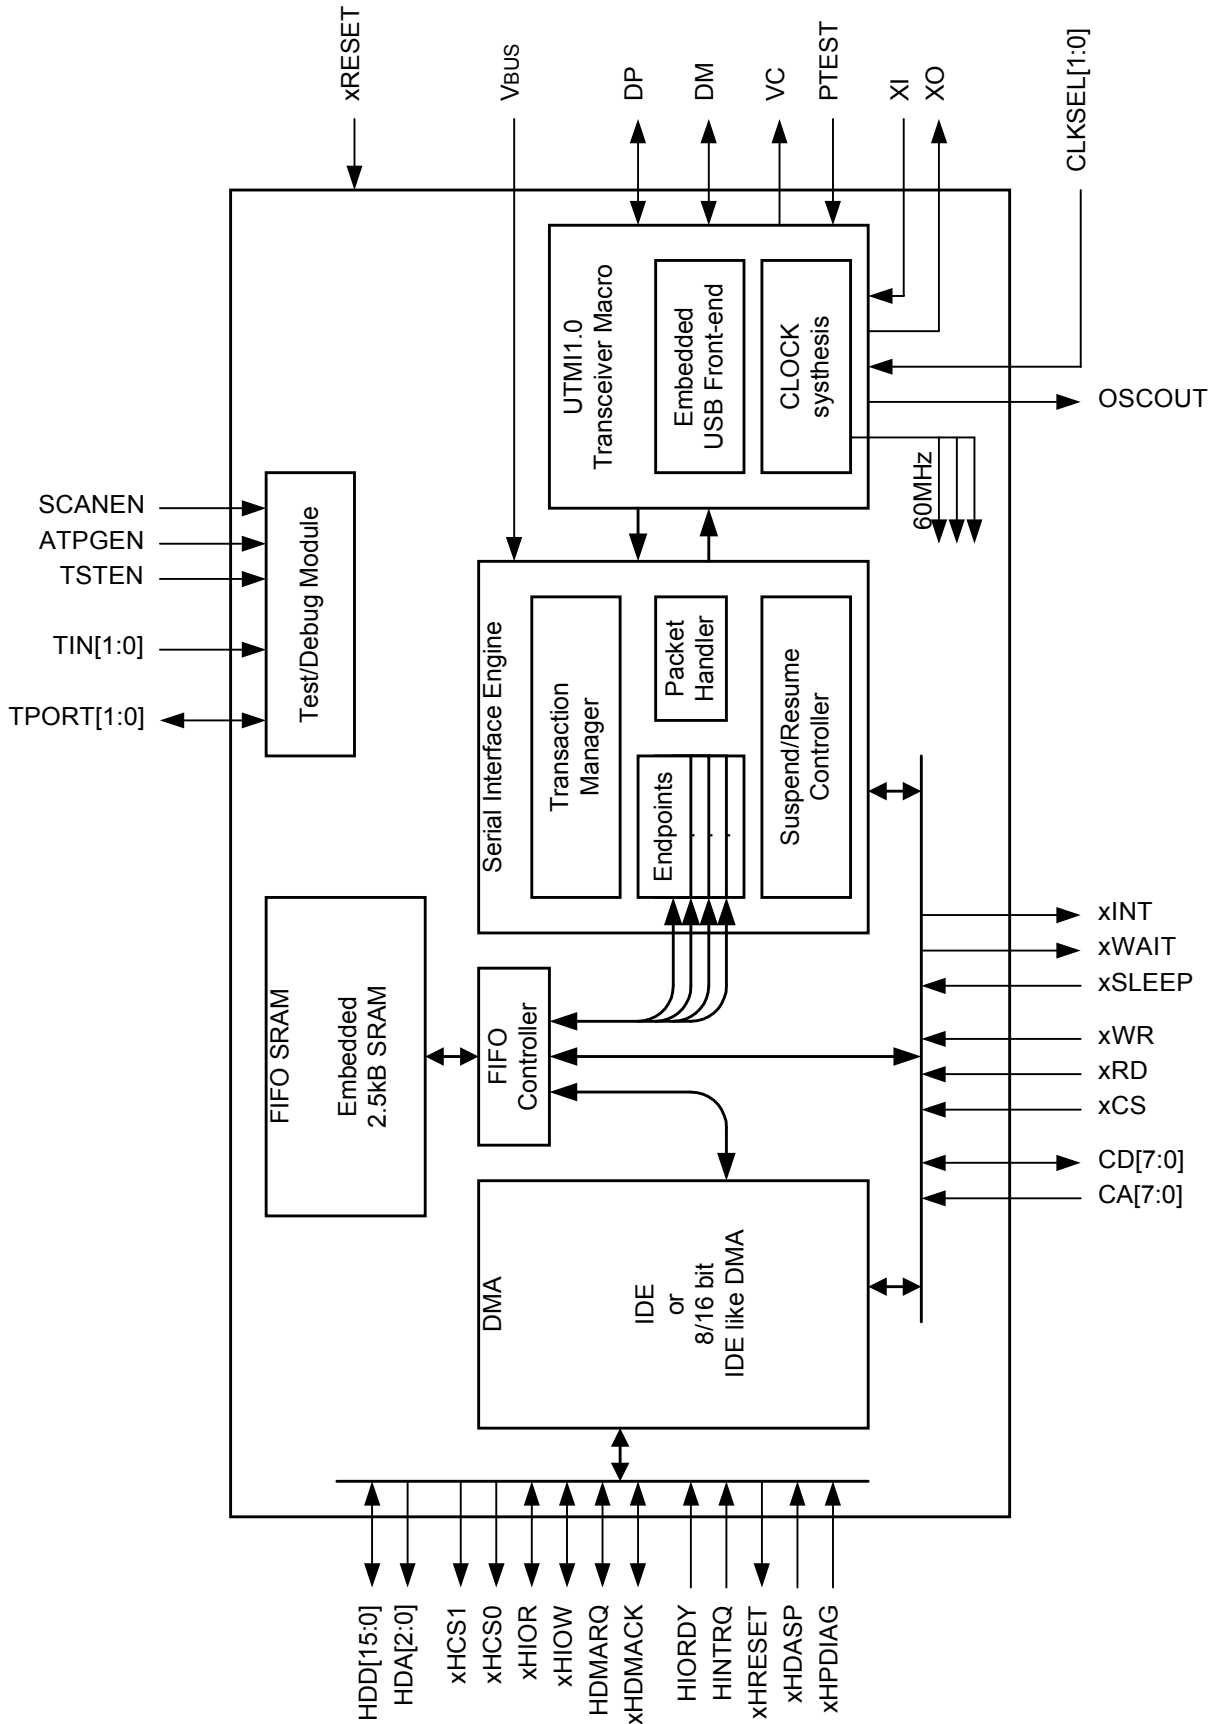 xRESET
VBUS
DP
DM
VC
PTEST
XI
XO
CLKSEL[1:0]
UTMI1.0
Transceiver Macro
Embedded
USB Front-end
CLOCK
systhesis
OSCOUT
60MHz
SCANEN
ATPGEN
TSTEN
TIN[1:0]
TPORT[1:0]
Test/Debug Module
Serial Interface Engine
Transaction
Manager
Packet
Handler
Endpoints
Suspend/Resume
Controller
FIFO SRAM
Embedded
2.5kB SRAM
FIFO
Controller
xINT
xWAIT
xSLEEP
xWR
xRD
xCS
CD[7:0]
CA[7:0]
DMA
IDE
or
8/16 bit
IDE like DMA
HDD[15:0]
HDA[2:0]
xHCS1
xHCS0
xHIOR
xHIOW
HDMARQ
xHDMACK
HIORDY
HINTRQ
xHRESET
xHDASP
xHPDIAG